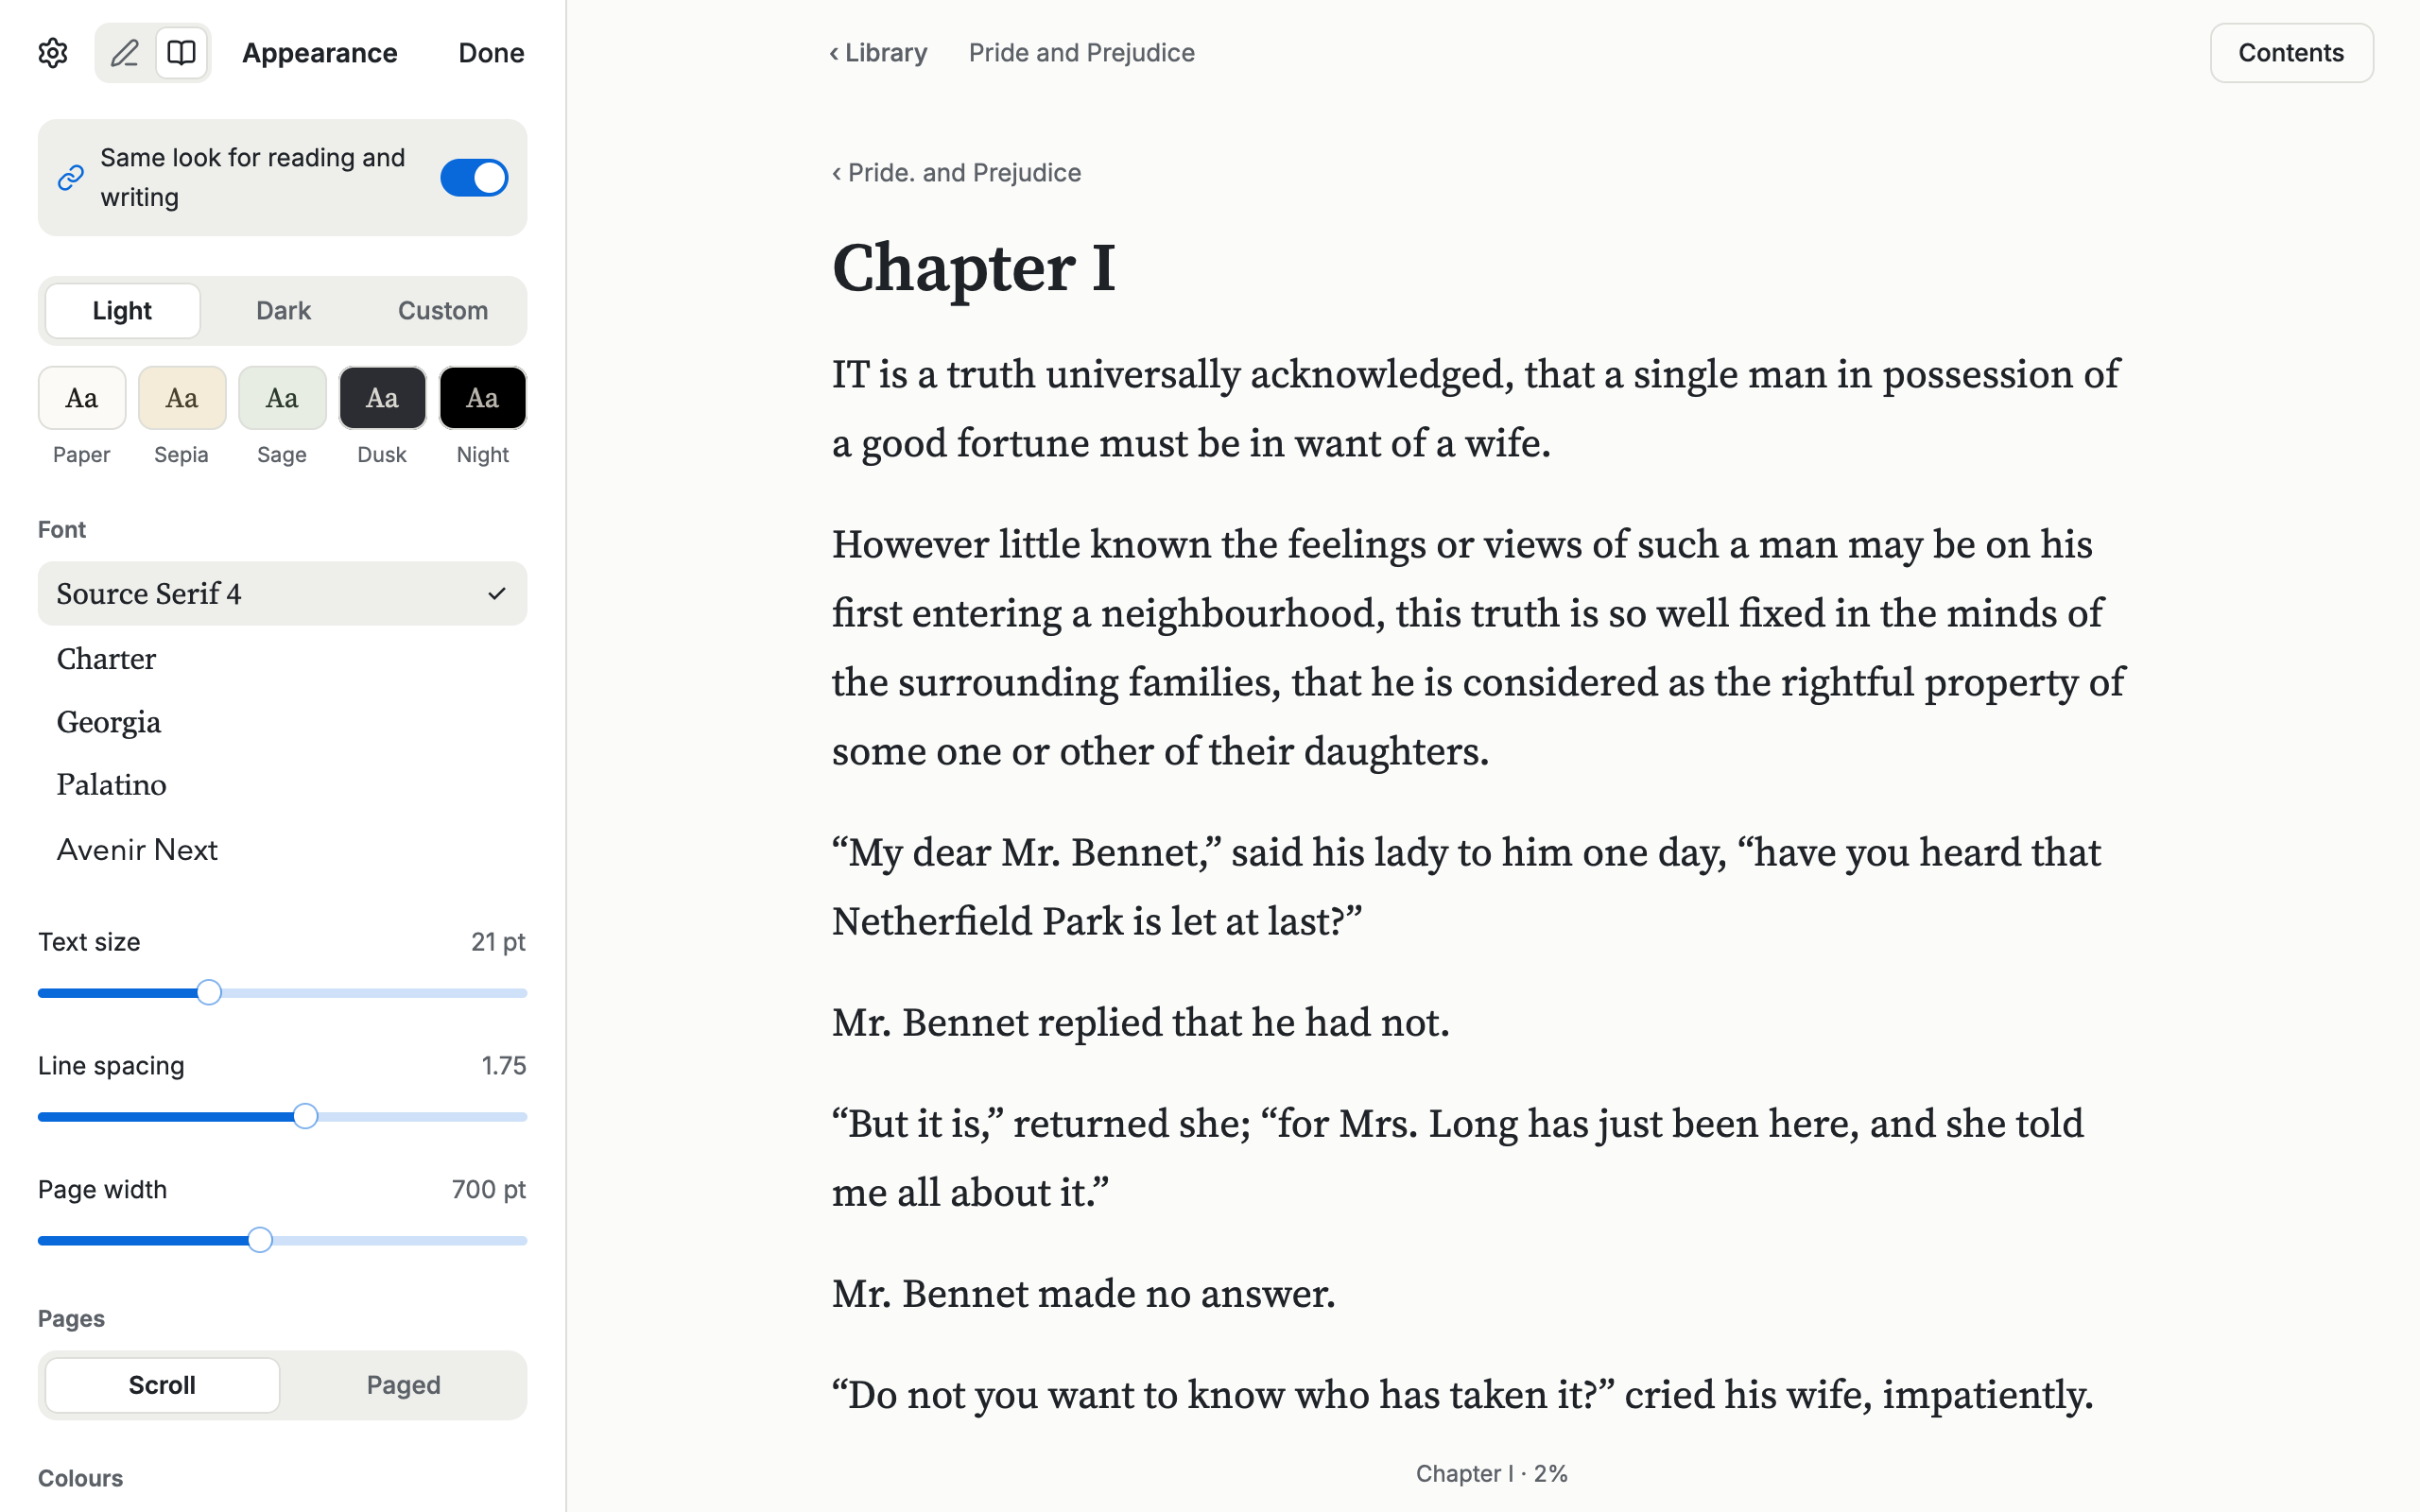 Appearance
Done
Same look for reading and
writing
Light
Dark
Custom
Aa
Aa
Aa
Aa
Aa
Paper
Sepia
Sage
Dusk
Night
Font
Source Serif 4
Charter
Georgia
Palatino
Avenir Next
Text size
21 pt
Line spacing
1.75
Page width
700 pt
Pages
Scroll
Paged
Colours
‹ Library
Pride and Prejudice
Contents
‹ Pride. and Prejudice
Chapter I
IT is a truth universally acknowledged, that a single man in possession of
a good fortune must be in want of a wife.
However little known the feelings or views of such a man may be on his
first entering a neighbourhood, this truth is so well fixed in the minds of
the surrounding families, that he is considered as the rightful property of
some one or other of their daughters.
“My dear Mr. Bennet,” said his lady to him one day, “have you heard that
Netherfield Park is let at last?”
Mr. Bennet replied that he had not.
“But it is,” returned she; “for Mrs. Long has just been here, and she told
me all about it.”
Mr. Bennet made no answer.
“Do not you want to know who has taken it?” cried his wife, impatiently.
Chapter I · 2%